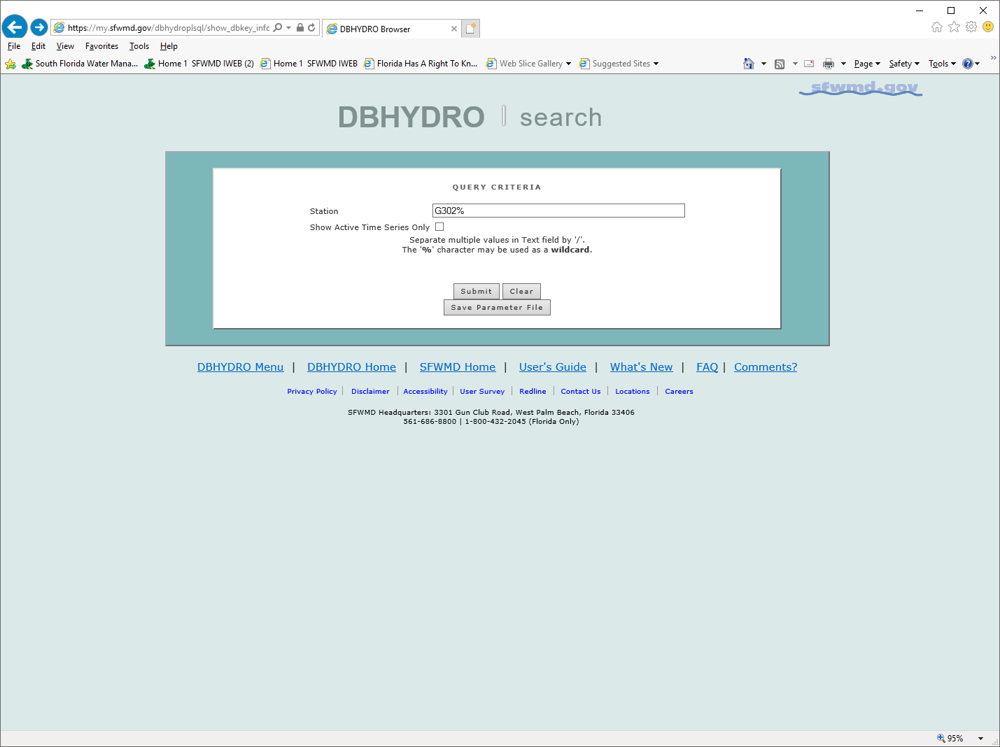 https://my.sfwmd.gov/dbhydroplsql/show_dbkey_info
DBHYDRO Browser
File Edit View Favorites Tools Help
South Florida Water Mana... Home 1 SFWMD IWEB (2) Home 1 SFWMD IWEB Florida Has A Right To Kn... Web Slice Gallery Suggested Sites Page Safety Tools
sfwmd.gov
DBHYDRO | search
QUERY CRITERIA
Station G302%
Show Active Time Series Only
Separate multiple values in Text field by '/'.
The '%' character may be used as a wildcard.
Submit Clear
Save Parameter File
DBHYDRO Menu | DBHYDRO Home | SFWMD Home | User's Guide | What's New | FAQ | Comments?
Privacy Policy | Disclaimer | Accessibility | User Survey | Redline | Contact Us | Locations | Careers
SFWMD Headquarters: 3301 Gun Club Road, West Palm Beach, Florida 33406
561-686-8800 | 1-800-432-2045 (Florida Only)
95%